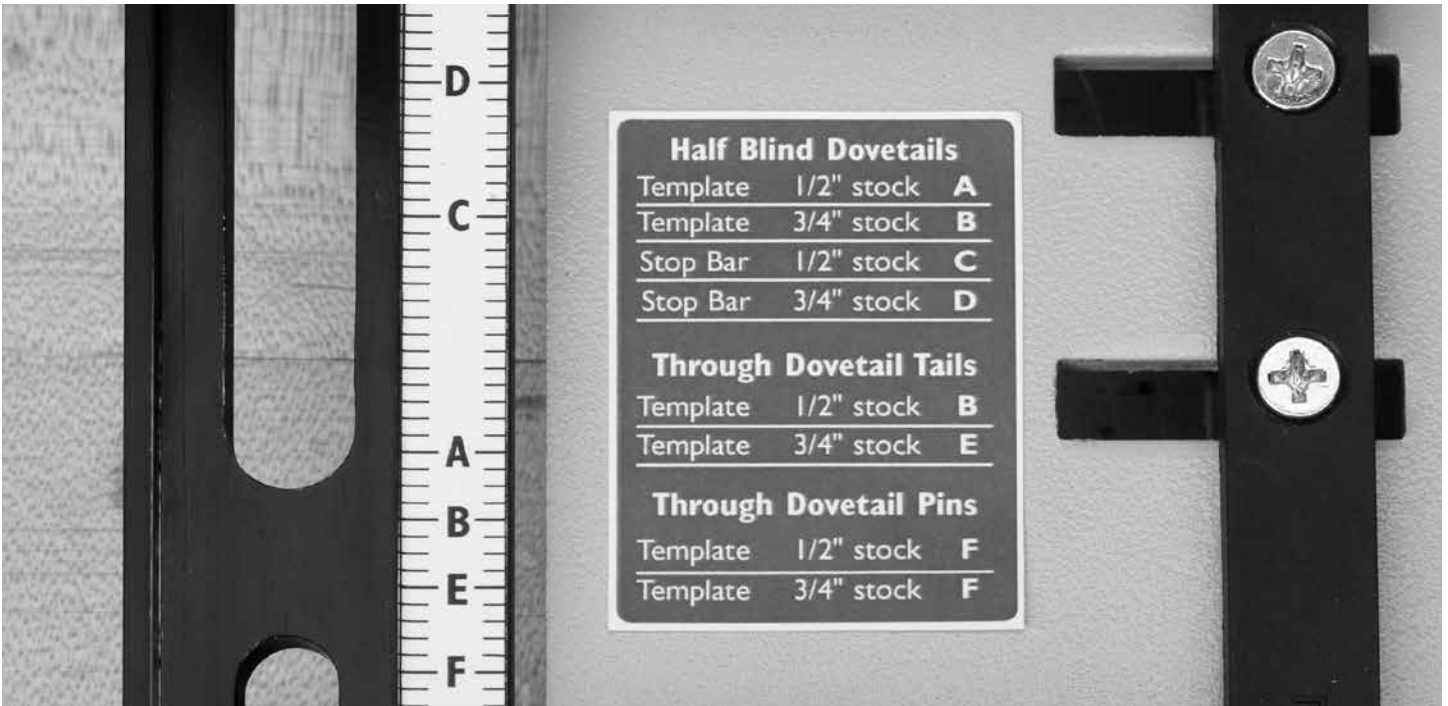 D
C
A
B
E
F
Half Blind Dovetails
Template 1/2" stock A
Template 3/4" stock B
Stop Bar 1/2" stock C
Stop Bar 3/4" stock D
Through Dovetail Tails
Template 1/2" stock B
Template 3/4" stock E
Through Dovetail Pins
Template 1/2" stock F
Template 3/4" stock F